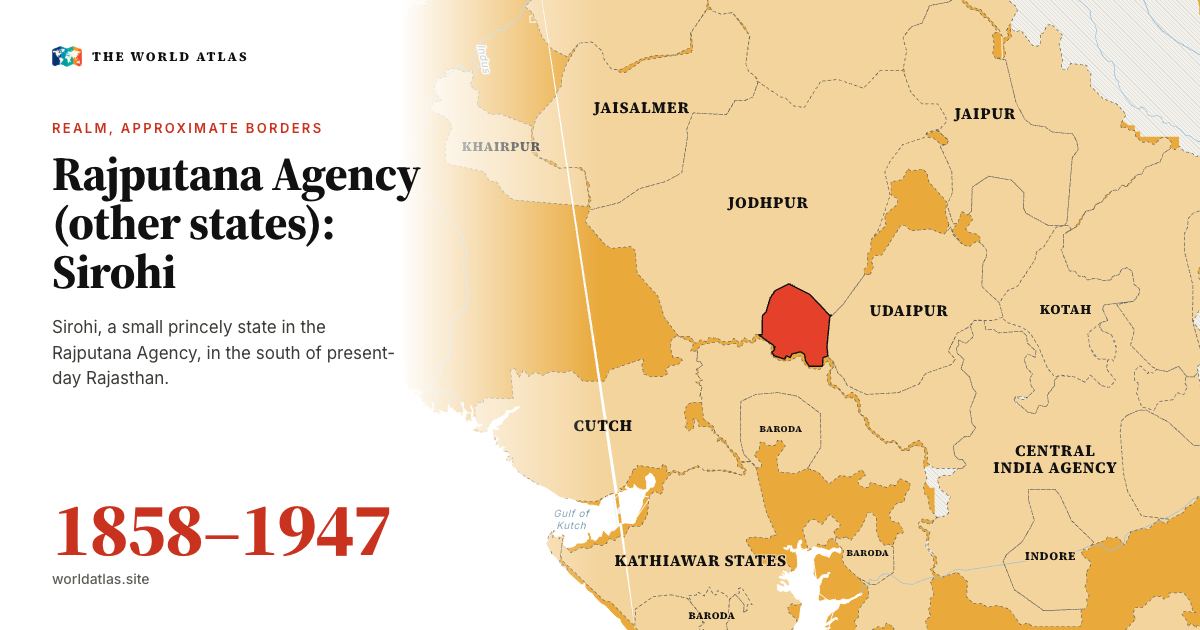 THE WORLD ATLAS
REALM, APPROXIMATE BORDERS
Rajputana Agency
(other states):
Sirohi
Sirohi, a small princely state in the
Rajputana Agency, in the south of present-
day Rajasthan.
1858–1947
worldatlas.site
Indus
JAISALMER
JAIPUR
KHAIRPUR
JODHPUR
UDAIPUR
KOTAH
CUTCH
BARODA
CENTRAL
INDIA AGENCY
Gulf of
Kutch
KATHIAWAR STATES
BARODA
INDORE
BARODA